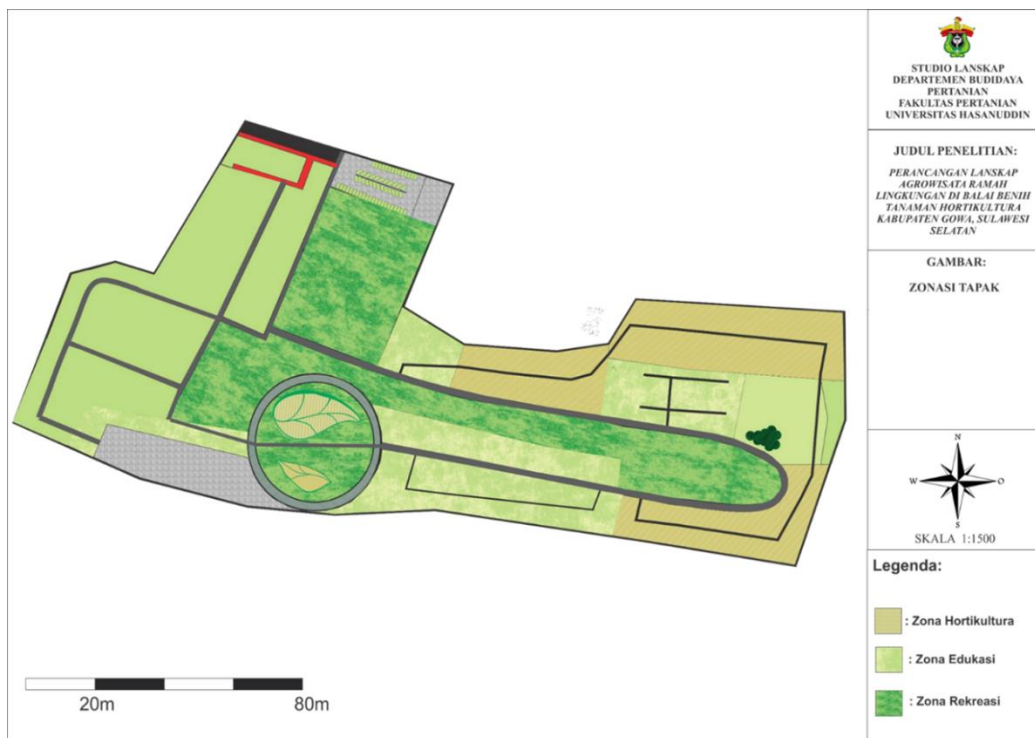 STUDIO LANSKAP
DEPARTEMEN BUDIDAYA
PERTANIAN
FAKULTAS PERTANIAN
UNIVERSITAS HASANUDDIN
JUDUL PENELITIAN:
PERANCANGAN LANSKAP
AGROWISATA RAMAH
LINGKUNGAN DI BALAI BENIH
TANAMAN HORTIKULTURA
KABUPATEN GOWA, SULAWESI
SELATAN
GAMBAR:
ZONASI TAPAK
N
W O
S
SKALA 1:1500
Legenda:
: Zona Hortikultura
: Zona Edukasi
: Zona Rekreasi
20m 80m